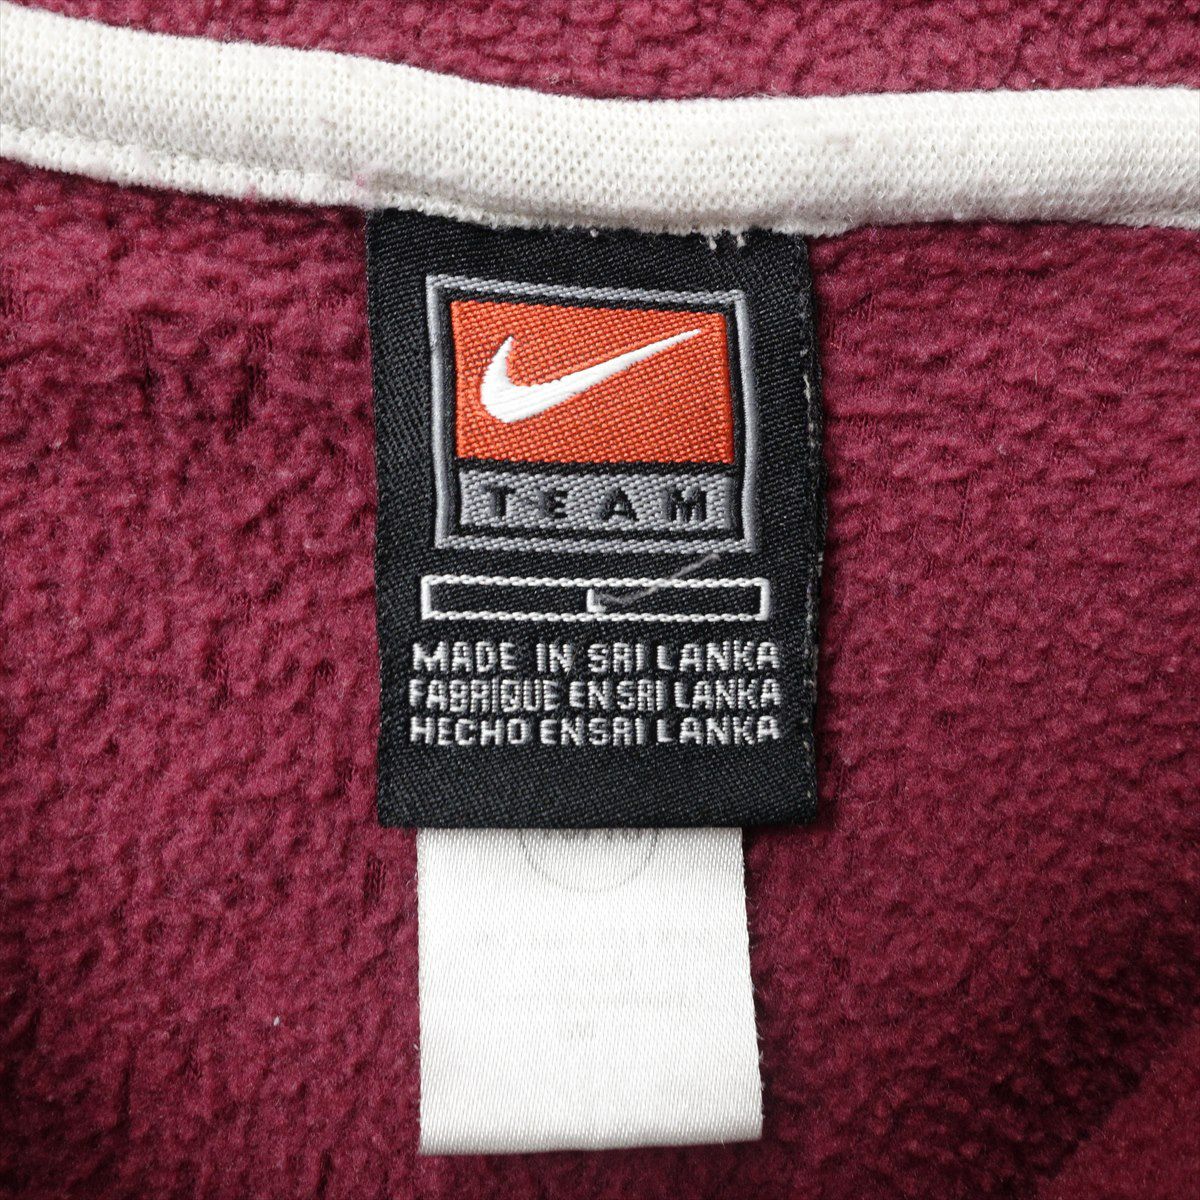 TEAM
L
MADE IN SRI LANKA
FABRIQUE EN SRI LANKA
HECHO EN SRI LANKA